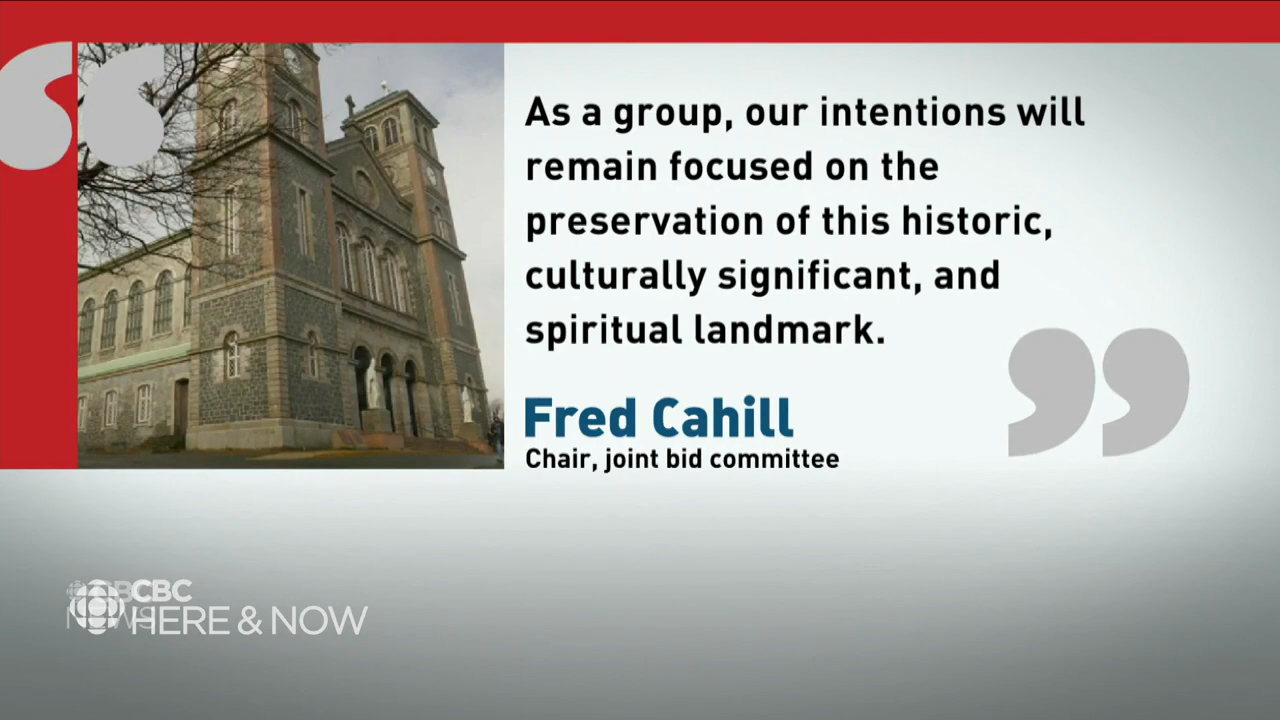 As a group, our intentions will
remain focused on the
preservation of this historic,
culturally significant, and
spiritual landmark.
Fred Cahill
Chair, joint bid committee
CBC
HERE & NOW